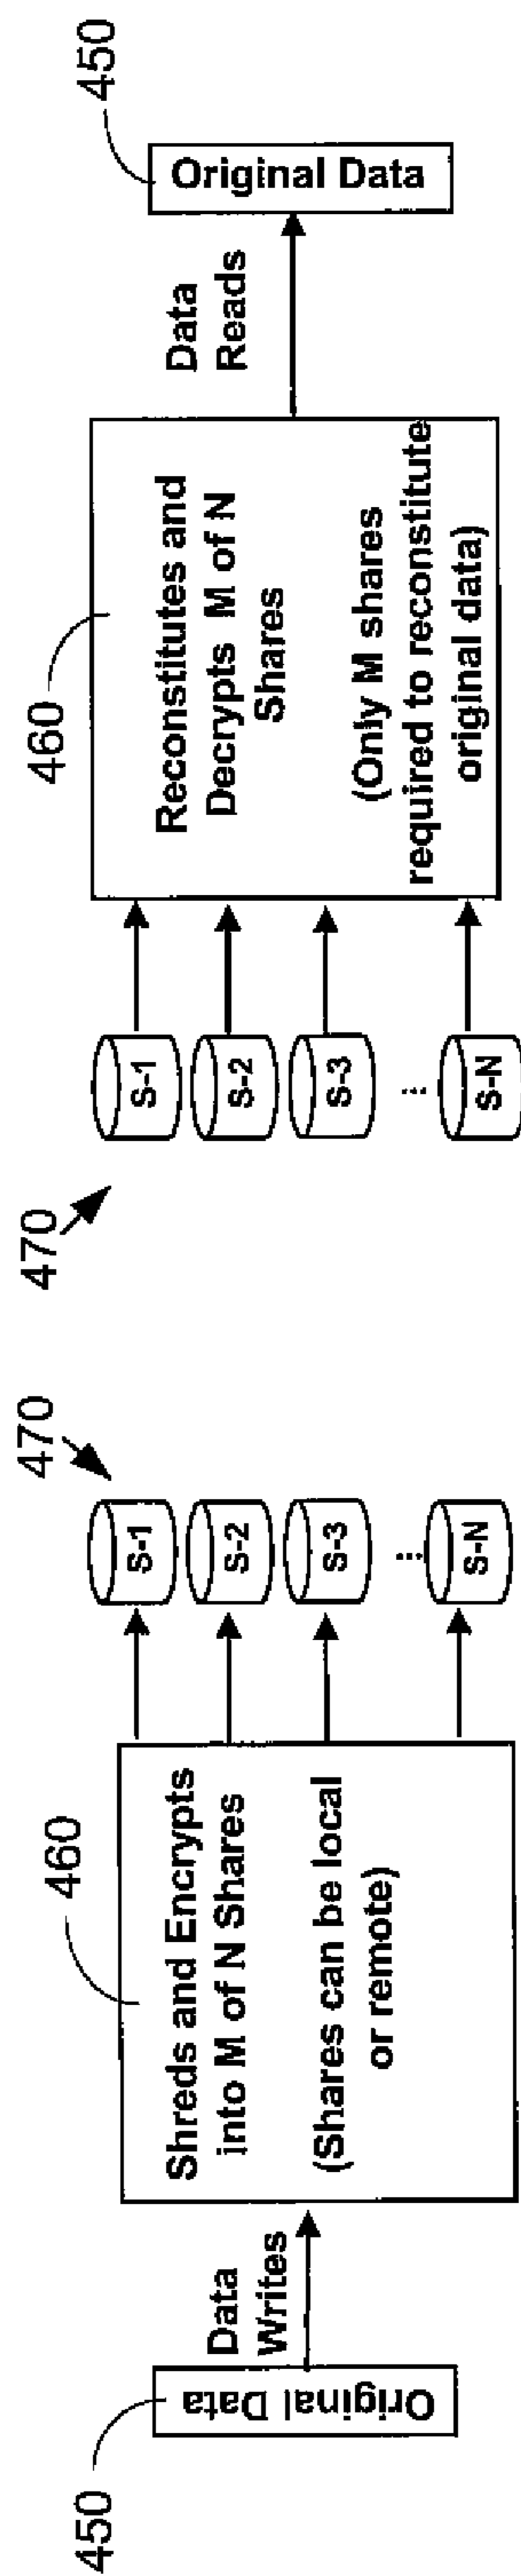 450
Original Data
Data
Writes
460
Shreds and Encrypts
into M of N Shares
(Shares can be local
or remote)
470
S-1
S-2
S-3
...
S-N
470
S-1
S-2
S-3
...
S-N
460
Reconstitutes and
Decrypts M of N
Shares
(Only M shares
required to reconstitute
original data)
Data
Reads
450
Original Data